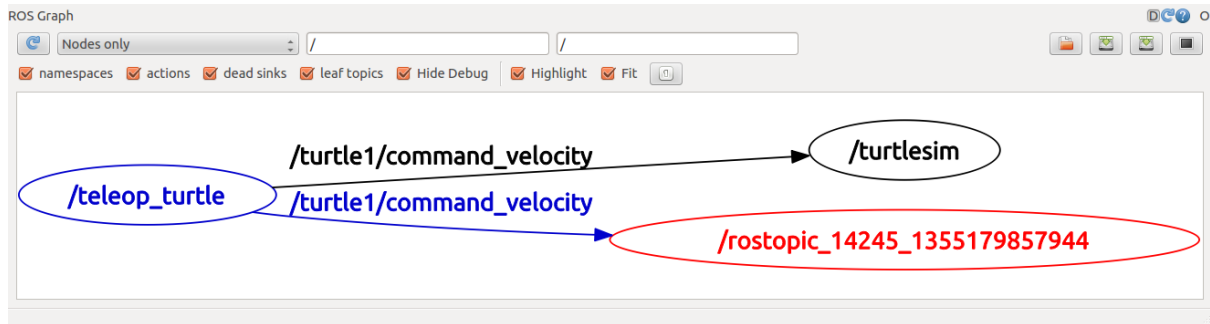 ROS Graph
D O
Nodes only / /
namespaces actions dead sinks leaf topics Hide Debug Highlight Fit
/turtle1/command_velocity /turtlesim
/teleop_turtle /turtle1/command_velocity
/rostopic_14245_1355179857944